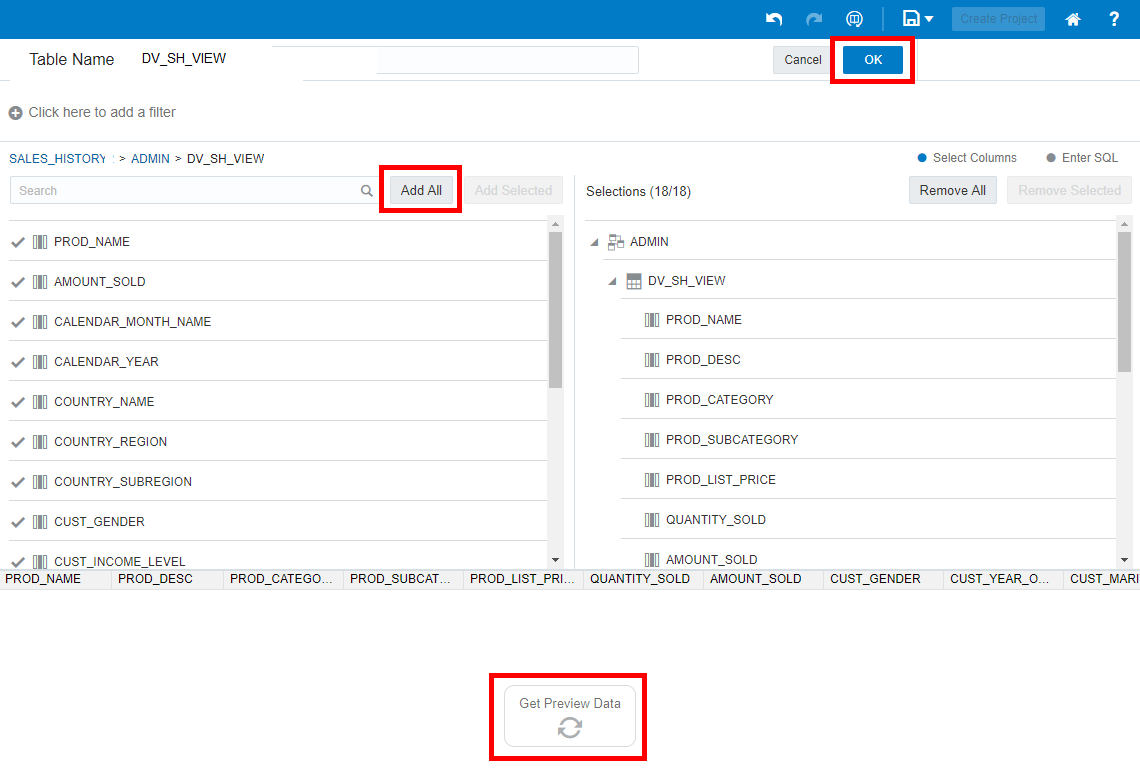 Create Project ?
Table Name DV_SH_VIEW Cancel OK
Click here to add a filter
SALES_HISTORY : > ADMIN > DV_SH_VIEW Select Columns Enter SQL
Search Add All Add Selected Selections (18/18) Remove All Remove Selected
PROD_NAME
AMOUNT_SOLD
CALENDAR_MONTH_NAME
CALENDAR_YEAR
COUNTRY_NAME
COUNTRY_REGION
COUNTRY_SUBREGION
CUST_GENDER
CUST_INCOME_LEVEL
ADMIN
DV_SH_VIEW
PROD_NAME
PROD_DESC
PROD_CATEGORY
PROD_SUBCATEGORY
PROD_LIST_PRICE
QUANTITY_SOLD
AMOUNT_SOLD
PROD_NAME PROD_DESC PROD_CATEGO... PROD_SUBCAT... PROD_LIST_PRI... QUANTITY_SOLD AMOUNT_SOLD CUST_GENDER CUST_YEAR_O... CUST_MARI
Get Preview Data